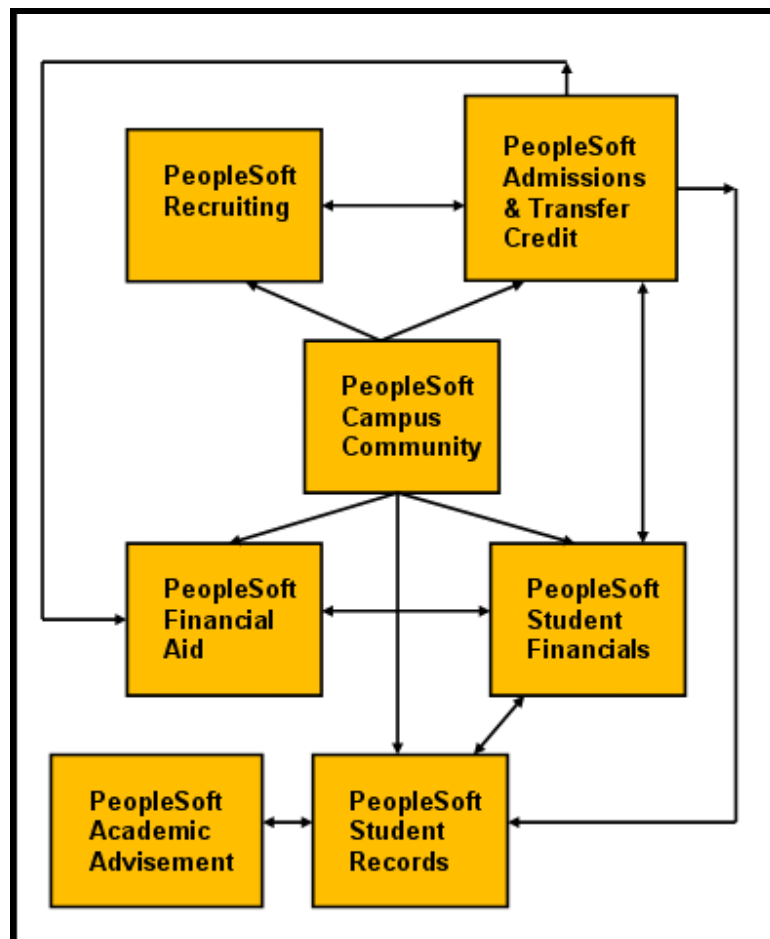 PeopleSoft
Recruiting
PeopleSoft
Admissions
& Transfer
Credit
PeopleSoft
Campus
Community
PeopleSoft
Financial
Aid
PeopleSoft
Student
Financials
PeopleSoft
Academic
Advisement
PeopleSoft
Student
Records